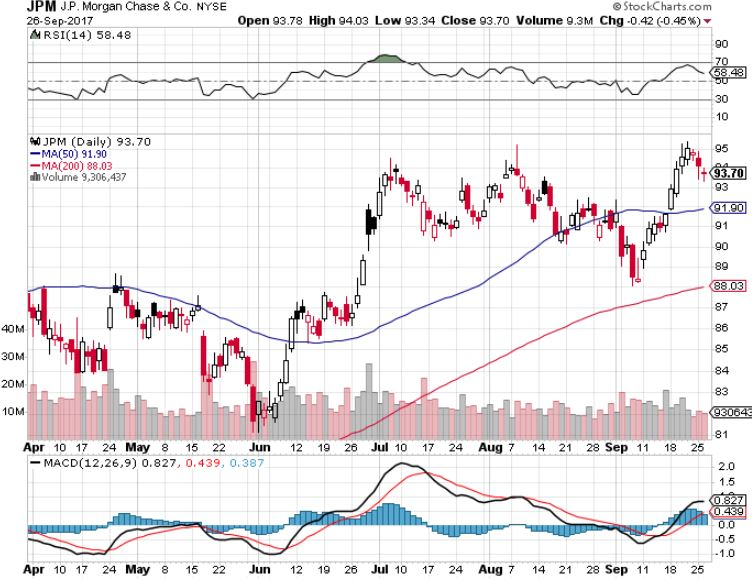 JPM J.P. Morgan Chase & Co. NYSE © StockCharts.com
26-Sep-2017 Open 93.78 High 94.03 Low 93.34 Close 93.70 Volume 9.3M Chg -0.42 (-0.45%)
RSI(14) 58.48
90
70
58.48
50
30
10
JPM (Daily) 93.70
MA(50) 91.90
MA(200) 88.03
Volume 9,306,437
95
93.70
93
91.90
91
90
89
88.03
87
86
85
84
83
82
81
40M
30M
20M
10M
930643
Apr 10 17 24 May 8 15 22 Jun 12 19 26 Jul 10 17 24 Aug 7 14 21 28 Sep 11 18 25
MACD(12,26,9) 0.827, 0.439, 0.387
2.0
1.5
1.0
0.827
0.439
0.0
-0.5
-1.0
Apr 10 17 24 May 8 15 22 Jun 12 19 26 Jul 10 17 24 Aug 7 14 21 28 Sep 11 18 25